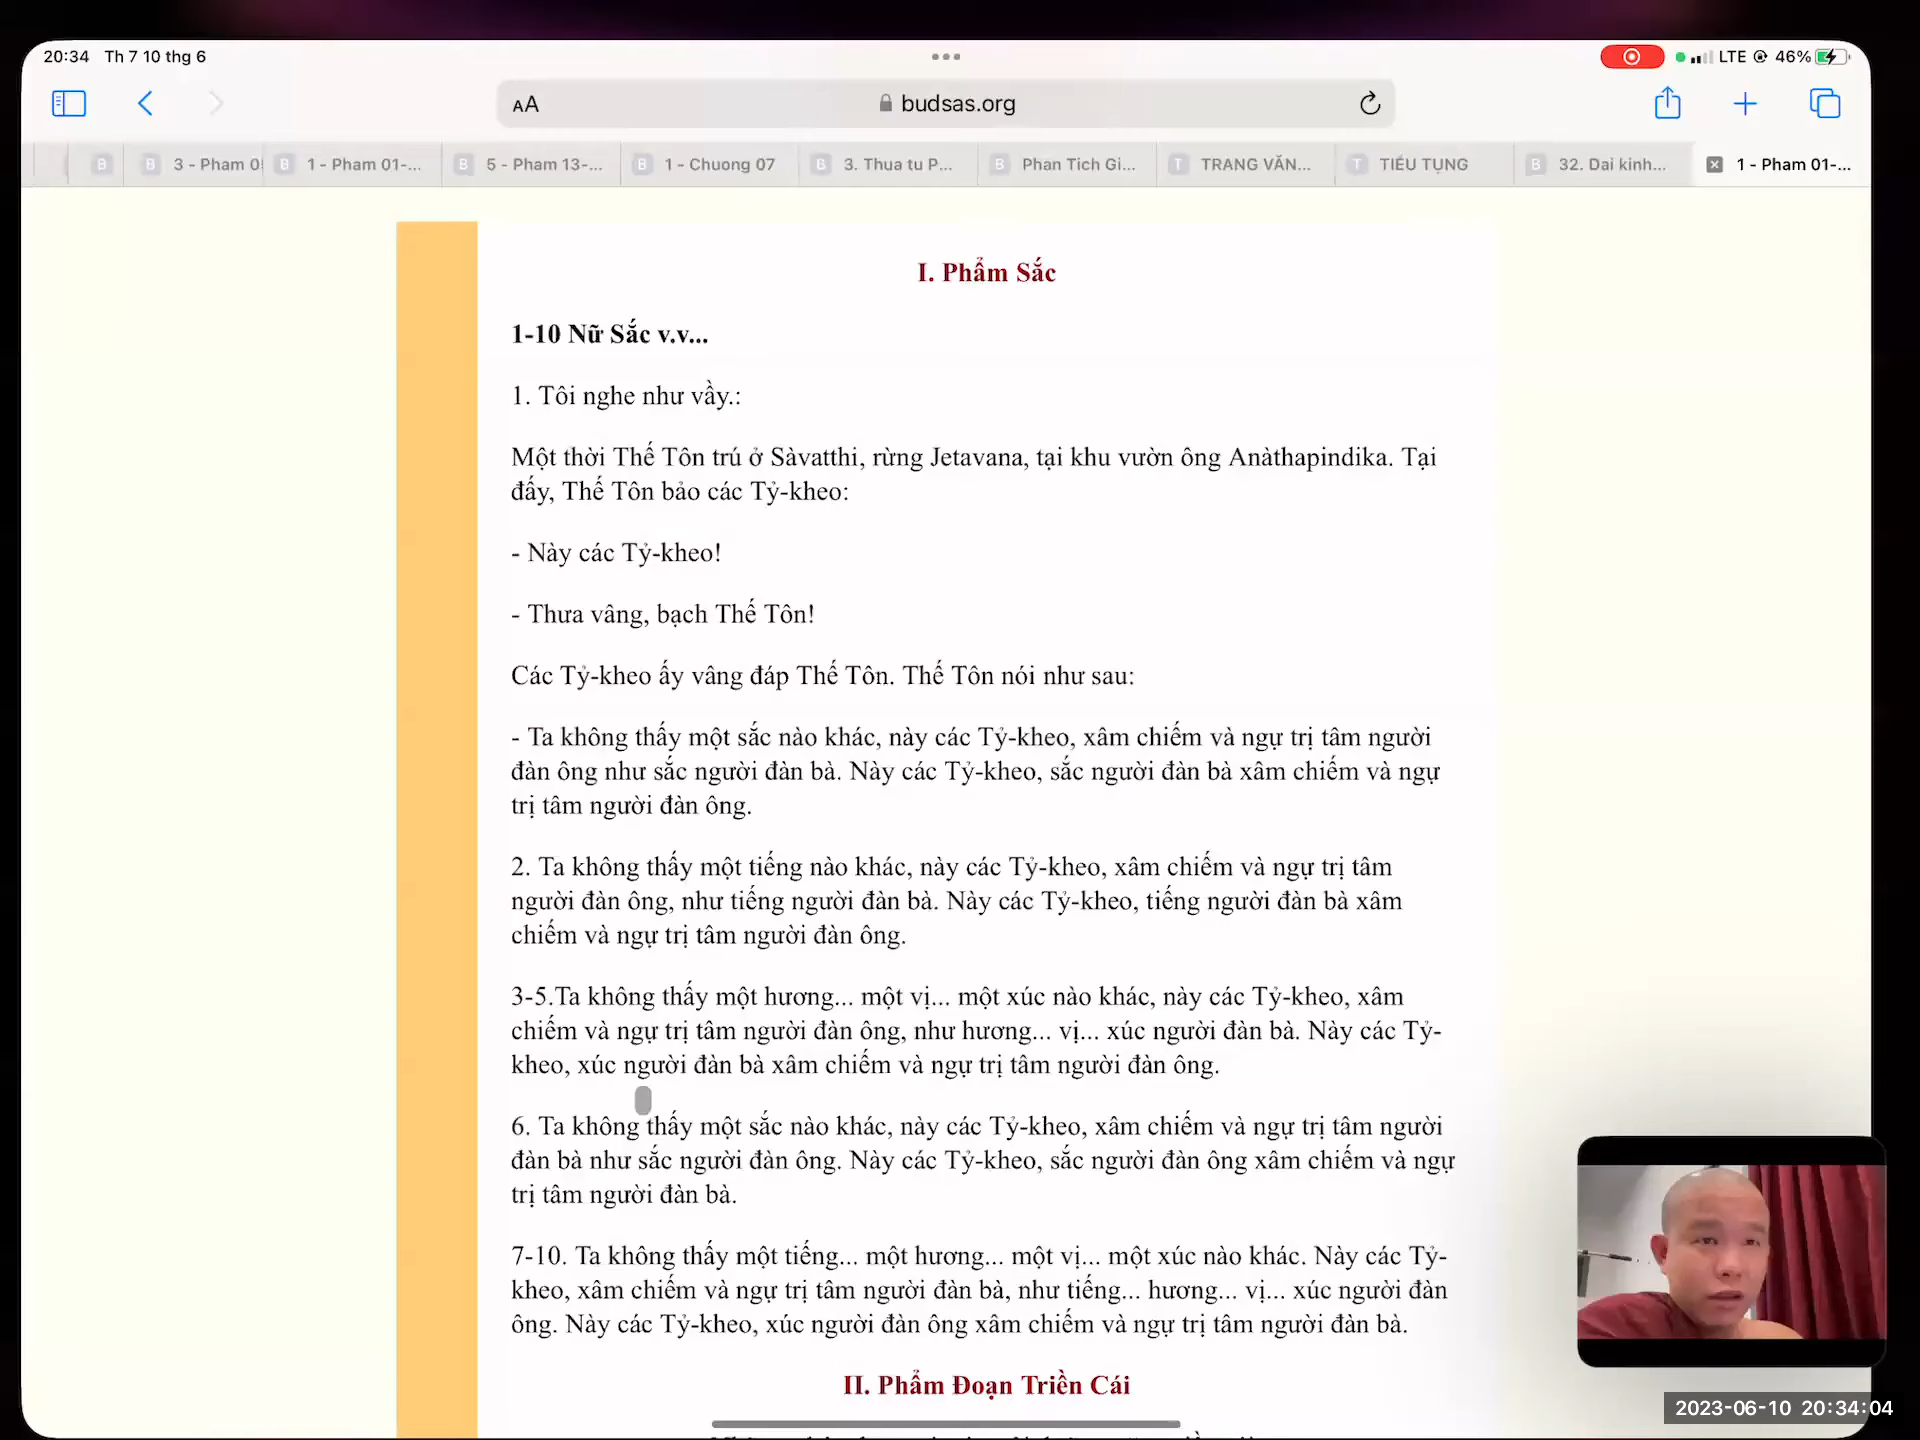 20:34 Th 7 10 thg 6
LTE 46%
AA budsas.org
B
B 3 - Pham 0
B 1 - Pham 01-...
B 5 - Pham 13-...
B 1 - Chuong 07
B 3. Thua tu P...
B Phan Tich Gi...
T TRANG VĂN...
T TIỂU TỤNG
B 32. Dai kinh...
1 - Pham 01-...
I. Phẩm Sắc
1-10 Nữ Sắc v.v...
1. Tôi nghe như vầy.:
Một thời Thế Tôn trú ở Sàvatthi, rừng Jetavana, tại khu vườn ông Anàthapindika. Tại
đấy, Thế Tôn bảo các Tỷ-kheo:
- Này các Tỷ-kheo!
- Thưa vâng, bạch Thế Tôn!
Các Tỷ-kheo ấy vâng đáp Thế Tôn. Thế Tôn nói như sau:
- Ta không thấy một sắc nào khác, này các Tỷ-kheo, xâm chiếm và ngự trị tâm người
đàn ông như sắc người đàn bà. Này các Tỷ-kheo, sắc người đàn bà xâm chiếm và ngự
trị tâm người đàn ông.
2. Ta không thấy một tiếng nào khác, này các Tỷ-kheo, xâm chiếm và ngự trị tâm
người đàn ông, như tiếng người đàn bà. Này các Tỷ-kheo, tiếng người đàn bà xâm
chiếm và ngự trị tâm người đàn ông.
3-5.Ta không thấy một hương... một vị... một xúc nào khác, này các Tỷ-kheo, xâm
chiếm và ngự trị tâm người đàn ông, như hương... vị... xúc người đàn bà. Này các Tỷ-
kheo, xúc người đàn bà xâm chiếm và ngự trị tâm người đàn ông.
6. Ta không thấy một sắc nào khác, này các Tỷ-kheo, xâm chiếm và ngự trị tâm người
đàn bà như sắc người đàn ông. Này các Tỷ-kheo, sắc người đàn ông xâm chiếm và ngự
trị tâm người đàn bà.
7-10. Ta không thấy một tiếng... một hương... một vị... một xúc nào khác. Này các Tỷ-
kheo, xâm chiếm và ngự trị tâm người đàn bà, như tiếng... hương... vị... xúc người đàn
ông. Này các Tỷ-kheo, xúc người đàn ông xâm chiếm và ngự trị tâm người đàn bà.
II. Phẩm Đoạn Triền Cái
2023-06-10 20:34:04